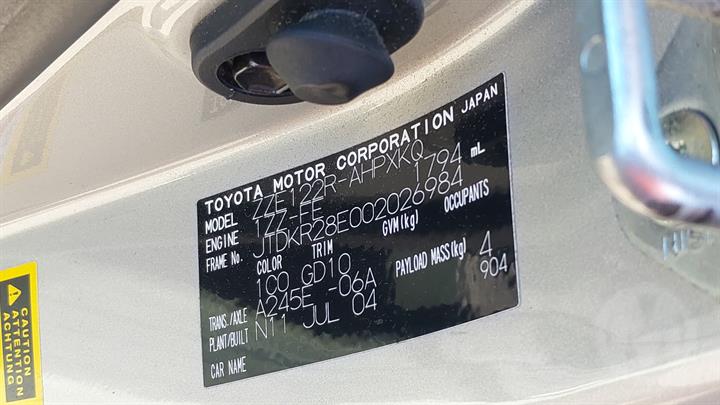 TOYOTA MOTOR CORPORATION JAPAN
MODEL ZZE122R-AHPXKQ
ENGINE 1ZZ-FE 1794 mL
FRAME No. JTDKR28E002026984
COLOR TRIM GVM(kg) OCCUPANTS
1C0 GD10 4
TRANS./AXLE A245E -06A PAYLOAD MASS(kg) 904
PLANT/BUILT N11 JUL 04
CAR NAME
CAUTION
ATTENTION
ACHTUNG